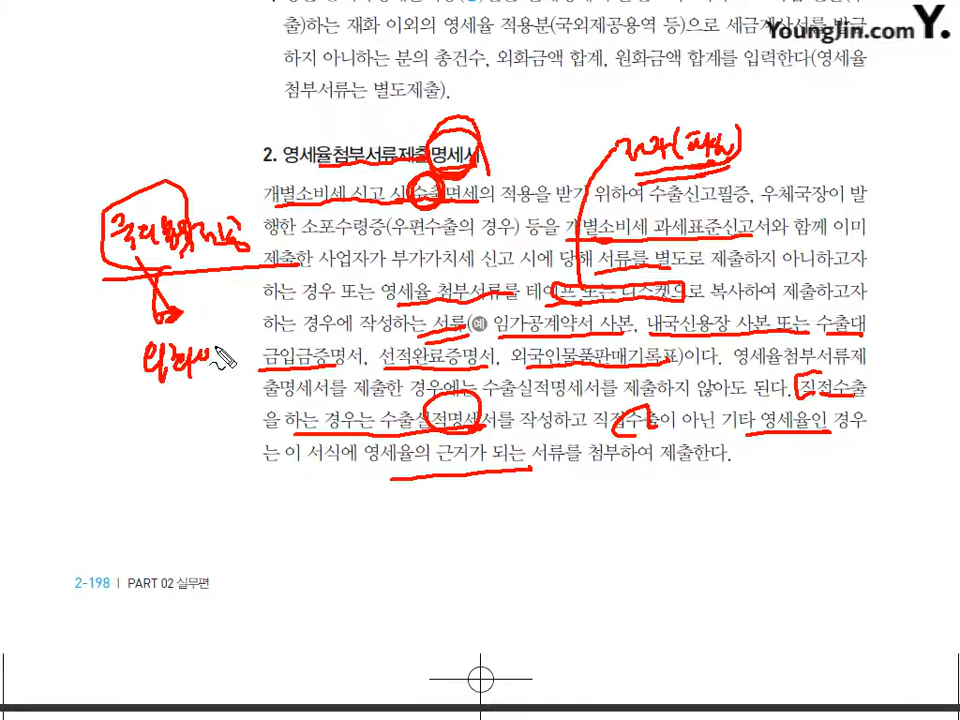 출)하는 재화 이외의 영세율 적용분(국외제공용역 등)으로 세금계산서를 발급
YoungJin.com Y.
하지 아니하는 분의 총건수, 외화금액 합계, 원화금액 합계를 입력한다(영세율
첨부서류는 별도제출).
2. 영세율첨부서류제출명세서
개별소비세 신고 시 수출면세의 적용을 받기 위하여 수출신고필증, 우체국장이 발
행한 소포수령증(우편수출의 경우) 등을 개별소비세 과세표준신고서와 함께 이미
제출한 사업자가 부가가치세 신고 시에 당해 서류를 별도로 제출하지 아니하고자
하는 경우 또는 영세율 첨부서류를 테이프 또는 디스켓으로 복사하여 제출하고자
하는 경우에 작성하는 서류(예 임가공계약서 사본, 내국신용장 사본 또는 수출대
금입금증명서, 선적완료증명서, 외국인물품판매기록표)이다. 영세율첨부서류제
출명세서를 제출한 경우에는 수출실적명세서를 제출하지 않아도 된다. 직접수출
을 하는 경우는 수출실적명세서를 작성하고 직접수출이 아닌 기타 영세율인 경우
는 이 서식에 영세율의 근거가 되는 서류를 첨부하여 제출한다.
2-198 | PART 02 실무편